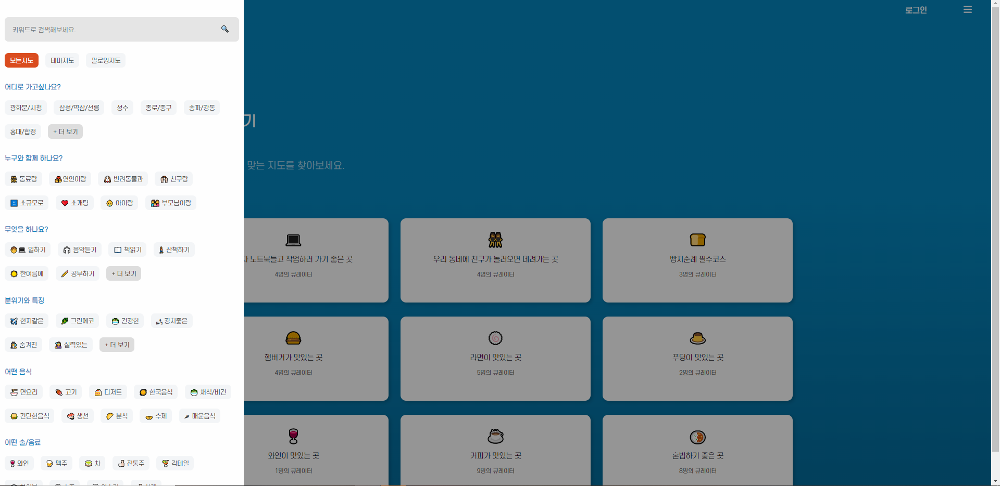 키워드로 검색해보세요.
모든지도 테마지도 팔로잉지도
어디로 가고싶나요?
광화문/시청 삼성/역삼/선릉 성수 종로/중구 송파/강동
홍대/합정 + 더 보기
누구와 함께 하나요?
동료랑 연인이랑 반려동물과 친구랑
소규모로 소개팅 아이랑 부모님이랑
무엇을 하나요?
일하기 음악듣기 책읽기 산책하기
한여름에 공부하기 + 더 보기
분위기와 특징
현지같은 그린에코 건강한 경치좋은
숨겨진 실력있는 + 더 보기
어떤 음식
면요리 고기 디저트 한국음식 채식/비건
간단한음식 생선 분식 수제 매운음식
어떤 술/음료
와인 맥주 차 전통주 칵테일
로그인
기
맞는 지도를 찾아보세요.
노트북들고 작업하러 가기 좋은 곳
4명의 큐레이터
우리 동네에 친구가 놀러오면 데려가는 곳
4명의 큐레이터
빵지순례 필수코스
3명의 큐레이터
햄버거가 맛있는 곳
4명의 큐레이터
라면이 맛있는 곳
5명의 큐레이터
푸딩이 맛있는 곳
2명의 큐레이터
와인이 맛있는 곳
1명의 큐레이터
커피가 맛있는 곳
9명의 큐레이터
혼밥하기 좋은 곳
8명의 큐레이터